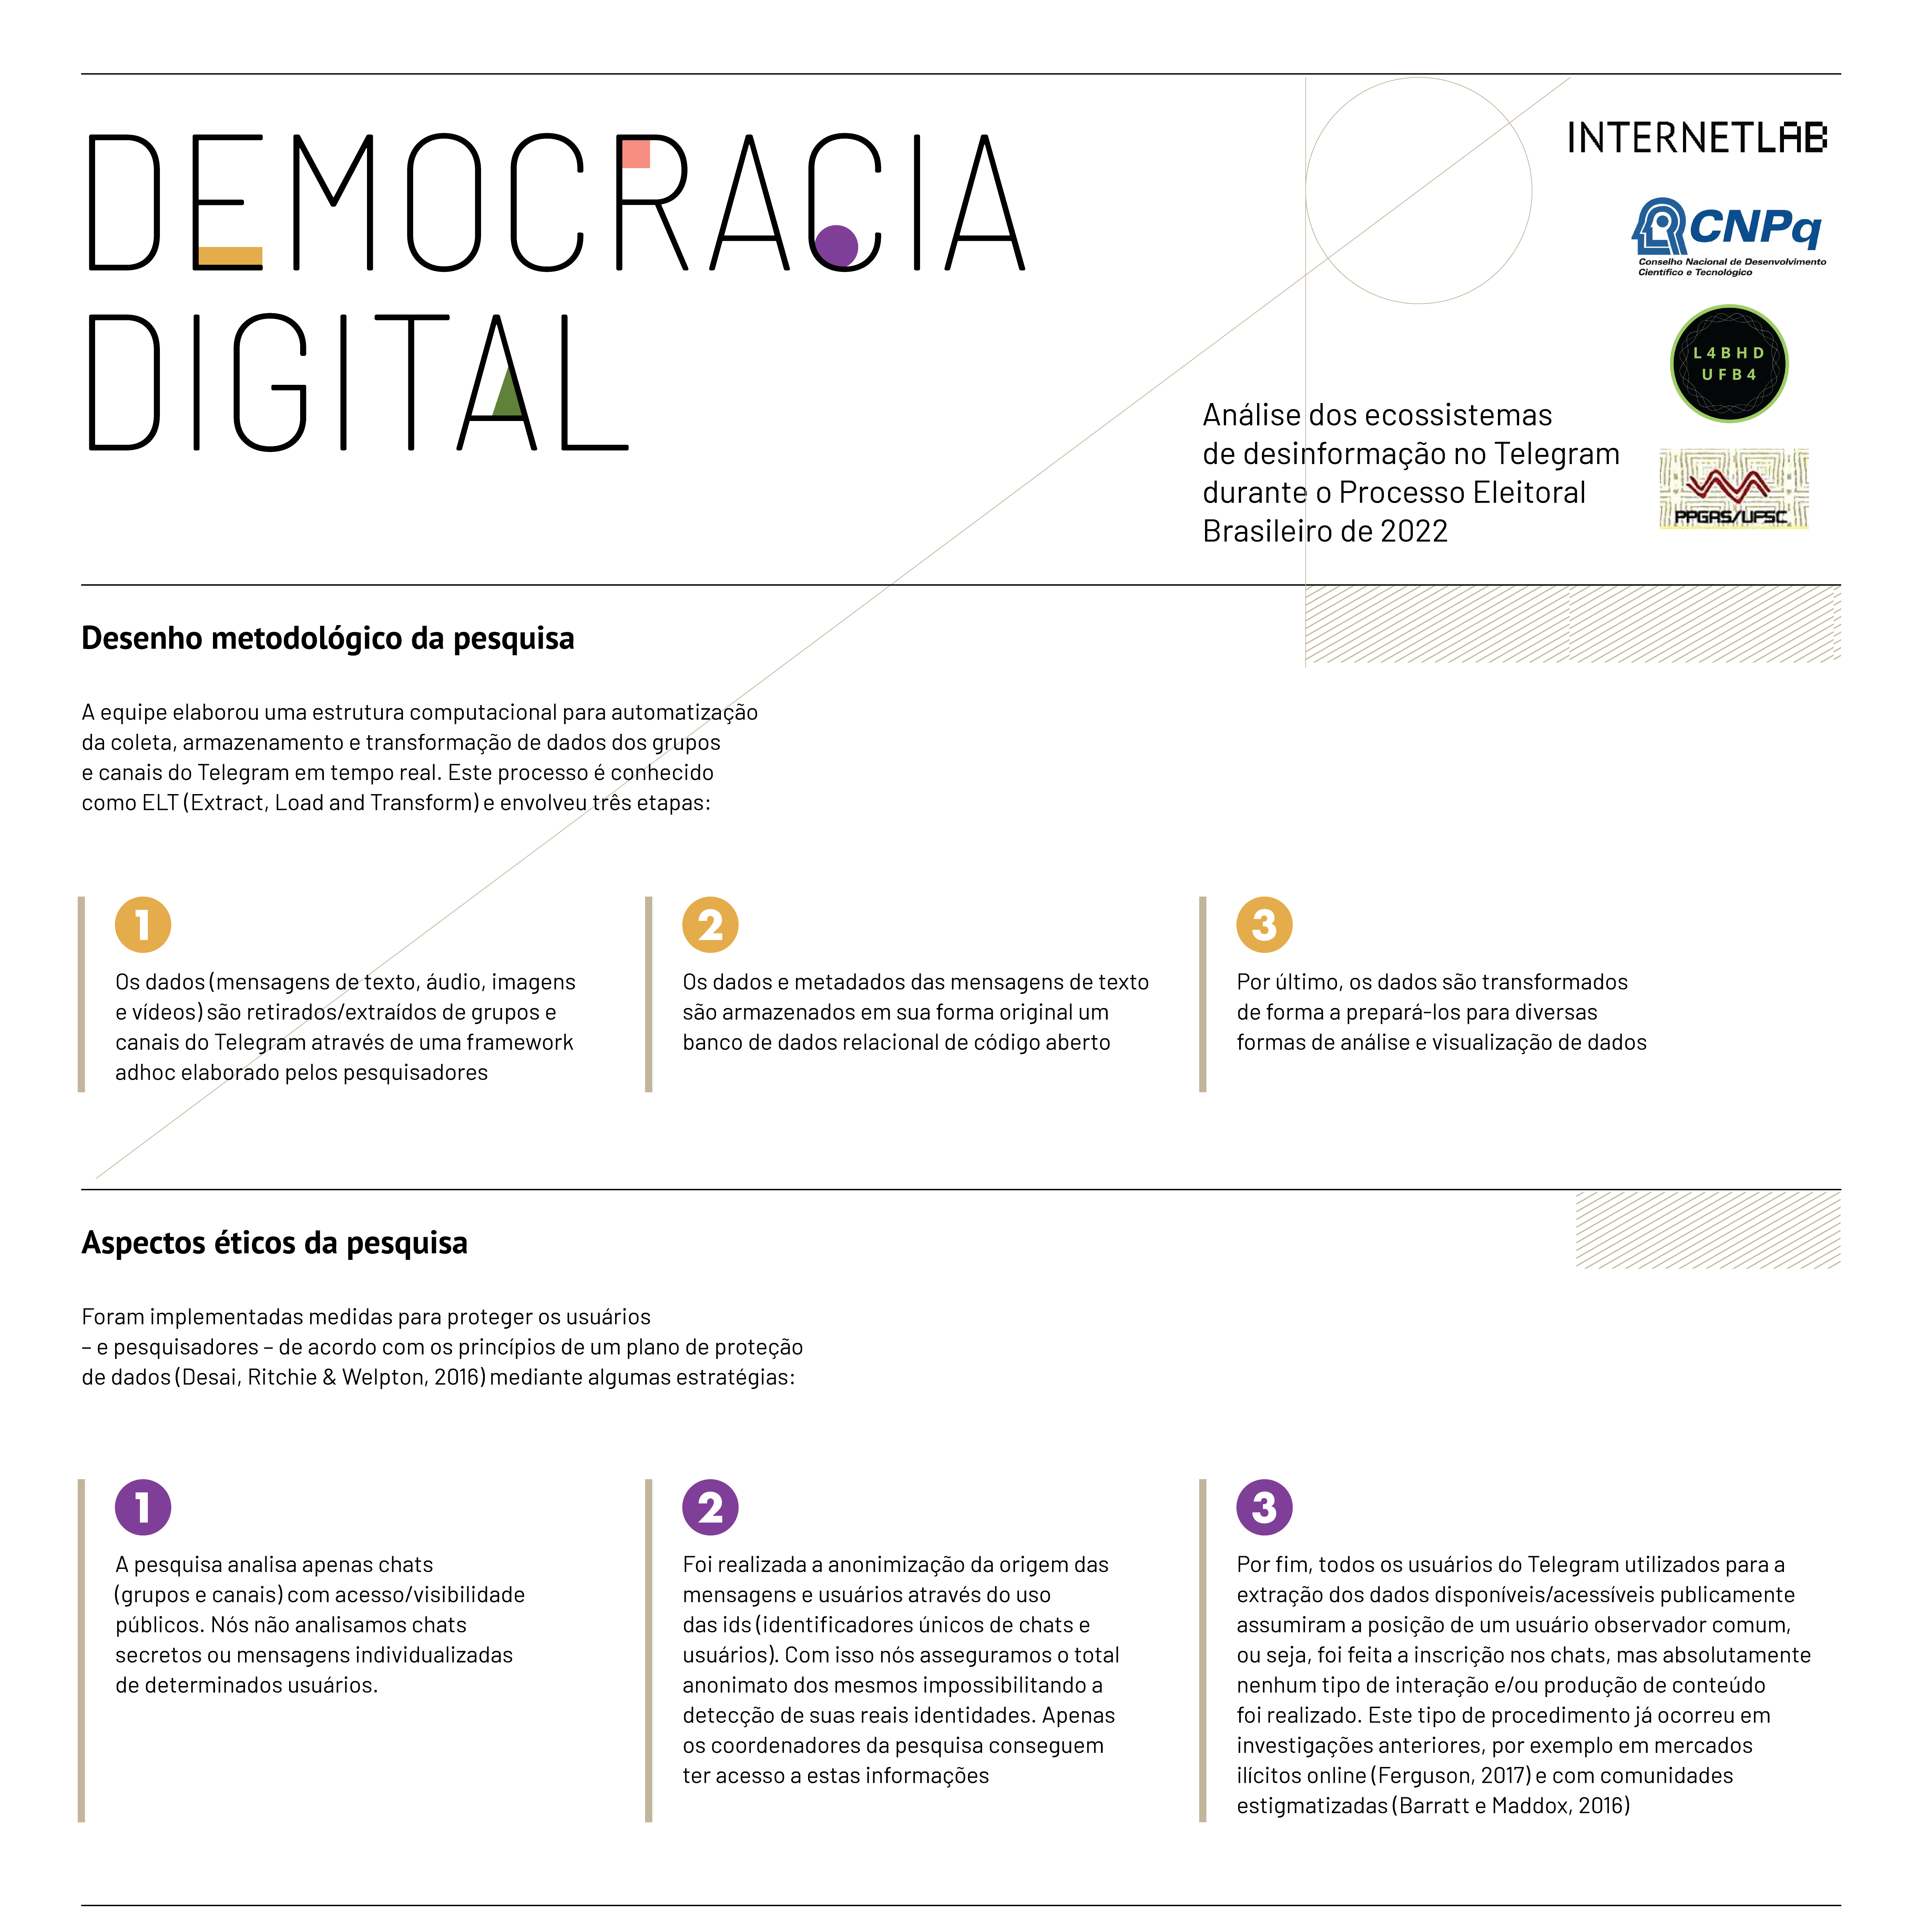 DEMOCRACIA
DIGITAL
INTERNETLAB
CNPq
Conselho Nacional de Desenvolvimento
Científico e Tecnológico
L4BHD
UFB4
PPGAS/UFSC
Análise dos ecossistemas
de desinformação no Telegram
durante o Processo Eleitoral
Brasileiro de 2022
Desenho metodológico da pesquisa
A equipe elaborou uma estrutura computacional para automatização
da coleta, armazenamento e transformação de dados dos grupos
e canais do Telegram em tempo real. Este processo é conhecido
como ELT (Extract, Load and Transform) e envolveu três etapas:
1
Os dados (mensagens de texto, áudio, imagens
e vídeos) são retirados/extraídos de grupos e
canais do Telegram através de uma framework
adhoc elaborado pelos pesquisadores
2
Os dados e metadados das mensagens de texto
são armazenados em sua forma original um
banco de dados relacional de código aberto
3
Por último, os dados são transformados
de forma a prepará-los para diversas
formas de análise e visualização de dados
Aspectos éticos da pesquisa
Foram implementadas medidas para proteger os usuários
– e pesquisadores – de acordo com os princípios de um plano de proteção
de dados (Desai, Ritchie & Welpton, 2016) mediante algumas estratégias:
1
A pesquisa analisa apenas chats
(grupos e canais) com acesso/visibilidade
públicos. Nós não analisamos chats
secretos ou mensagens individualizadas
de determinados usuários.
2
Foi realizada a anonimização da origem das
mensagens e usuários através do uso
das ids (identificadores únicos de chats e
usuários). Com isso nós asseguramos o total
anonimato dos mesmos impossibilitando a
detecção de suas reais identidades. Apenas
os coordenadores da pesquisa conseguem
ter acesso a estas informações
3
Por fim, todos os usuários do Telegram utilizados para a
extração dos dados disponíveis/acessíveis publicamente
assumiram a posição de um usuário observador comum,
ou seja, foi feita a inscrição nos chats, mas absolutamente
nenhum tipo de interação e/ou produção de conteúdo
foi realizado. Este tipo de procedimento já ocorreu em
investigações anteriores, por exemplo em mercados
ilícitos online (Ferguson, 2017) e com comunidades
estigmatizadas (Barratt e Maddox, 2016)